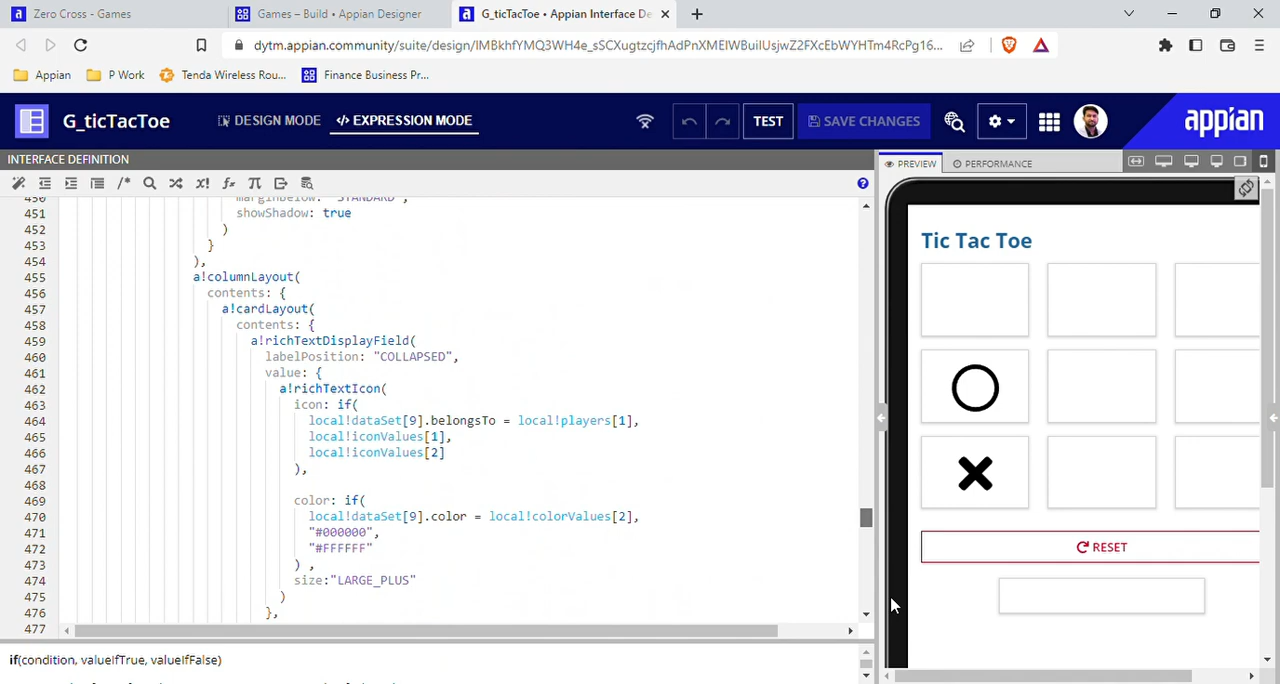 Zero Cross - Games
Games – Build • Appian Designer
G_ticTacToe • Appian Interface De
dytm.appian.community/suite/design/IMBkhfYMQ3WH4e_sSCXugtzcjfhAdPnXMEIWBuilUsjwZ2FXcEbWYHTm4RcPg16...
Appian
P Work
Tenda Wireless Rou...
Finance Business Pr...
G_ticTacToe
DESIGN MODE
</> EXPRESSION MODE
TEST
SAVE CHANGES
appian
INTERFACE DEFINITION
PREVIEW
PERFORMANCE
450 marginBelow: "STANDARD",
451 showShadow: true
452 )
453 }
454 ),
455 a!columnLayout(
456 contents: {
457 a!cardLayout(
458 contents: {
459 a!richTextDisplayField(
460 labelPosition: "COLLAPSED",
461 value: {
462 a!richTextIcon(
463 icon: if(
464 local!dataSet[9].belongsTo = local!players[1],
465 local!iconValues[1],
466 local!iconValues[2]
467 ),
468
469 color: if(
470 local!dataSet[9].color = local!colorValues[2],
471 "#000000",
472 "#FFFFFF"
473 ) ,
474 size:"LARGE_PLUS"
475 )
476 },
477
if(condition, valueIfTrue, valueIfFalse)
Tic Tac Toe
RESET